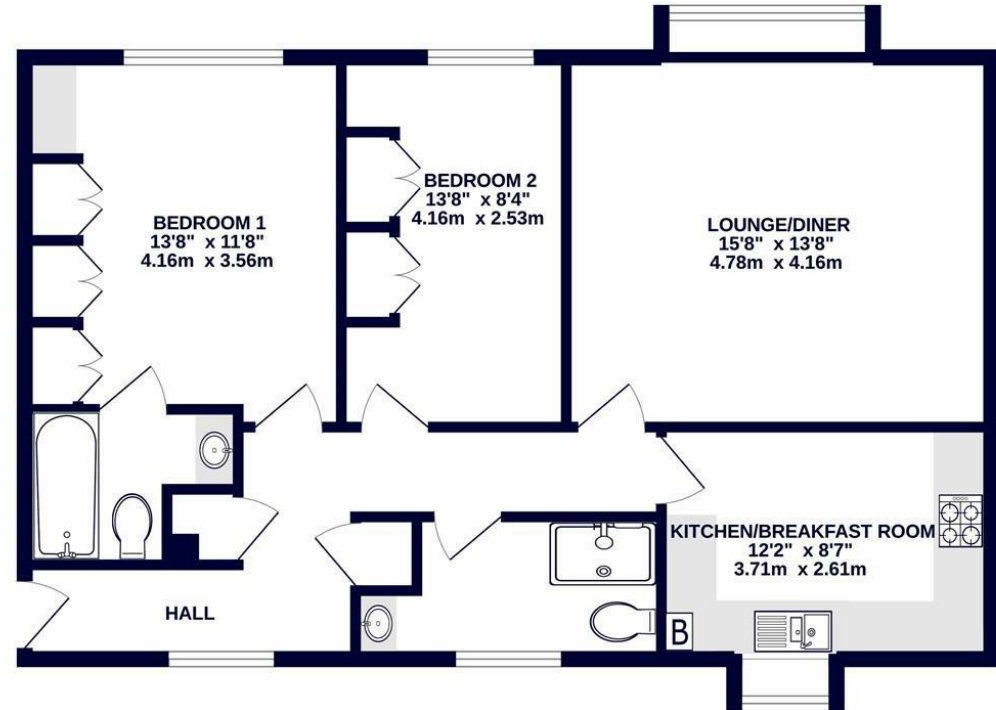 BEDROOM 1
13'8" x 11'8"
4.16m x 3.56m
BEDROOM 2
13'8" x 8'4"
4.16m x 2.53m
LOUNGE/DINER
15'8" x 13'8"
4.78m x 4.16m
KITCHEN/BREAKFAST ROOM
12'2" x 8'7"
3.71m x 2.61m
HALL
B